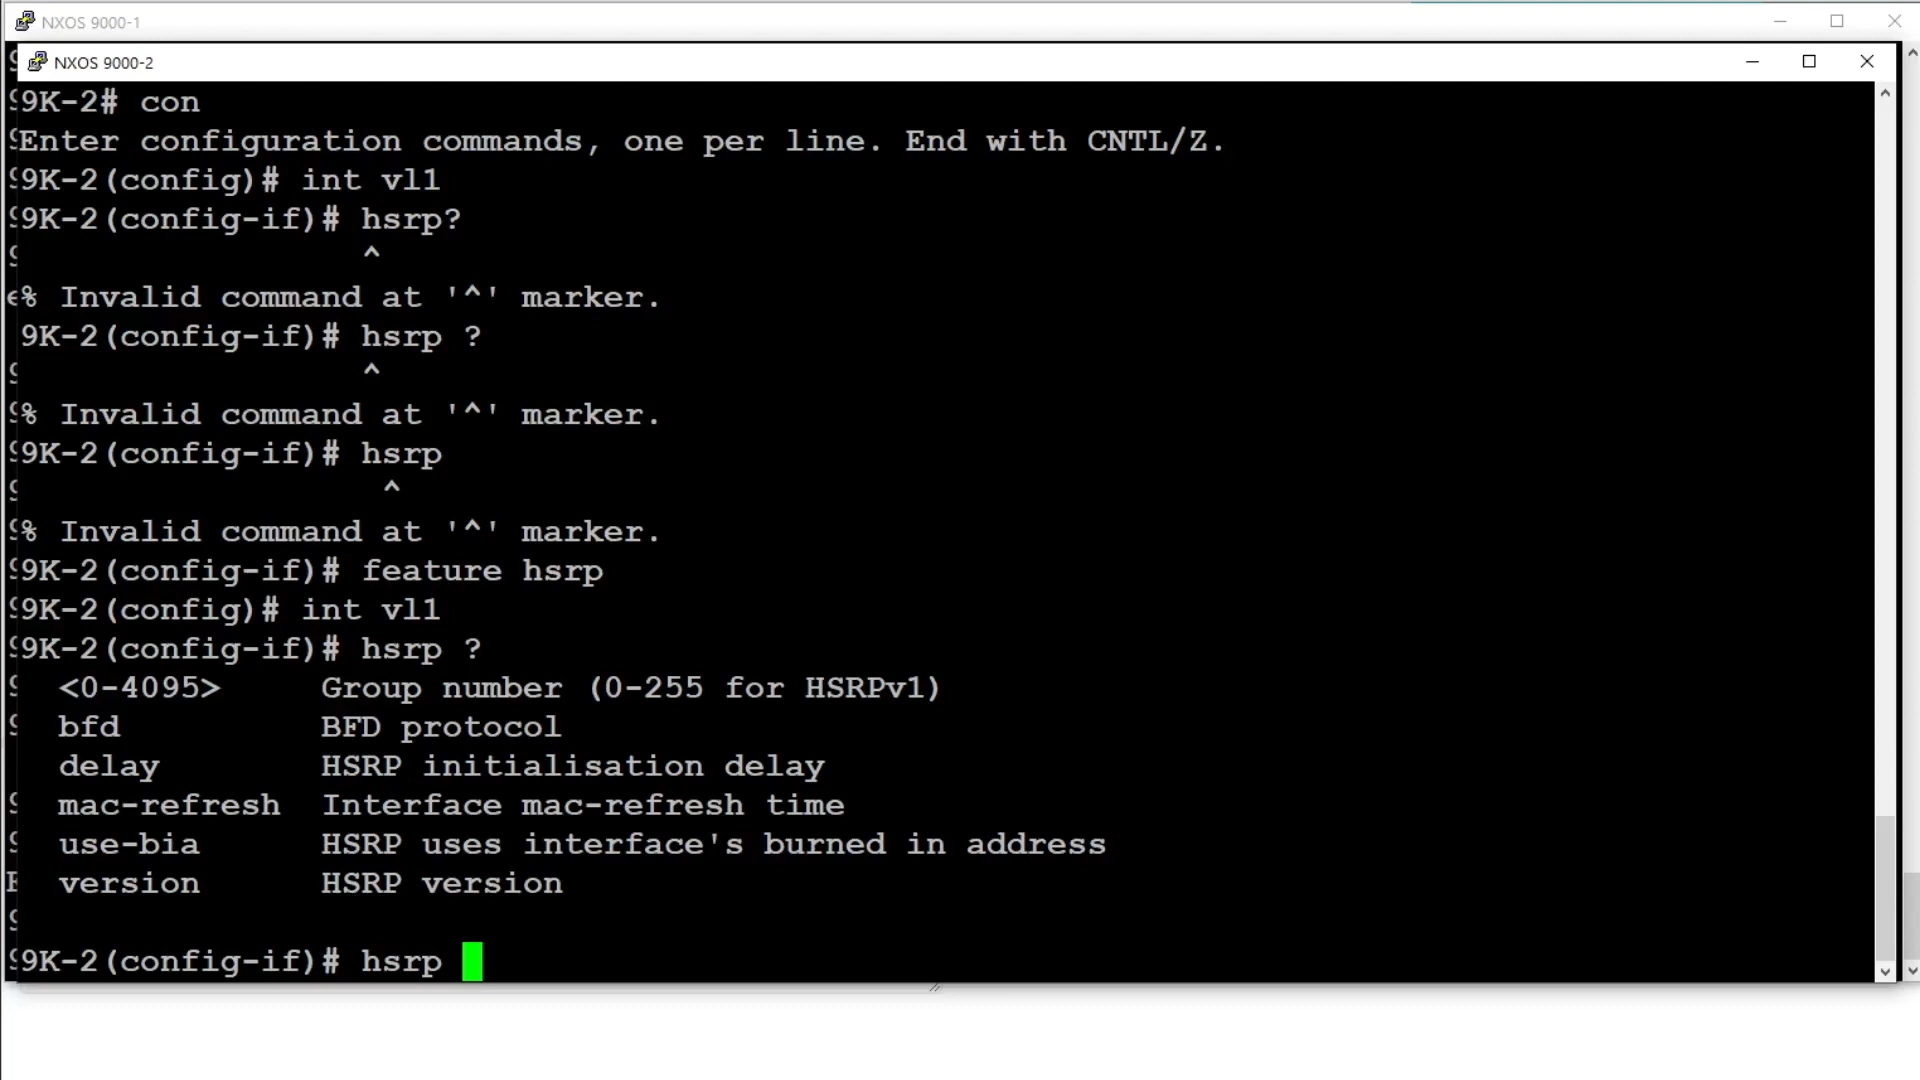 NXOS 9000-1
NXOS 9000-2
9K-2# con
Enter configuration commands, one per line. End with CNTL/Z.
9K-2(config)# int vl1
9K-2(config-if)# hsrp?
^
% Invalid command at '^' marker.
9K-2(config-if)# hsrp ?
^
% Invalid command at '^' marker.
9K-2(config-if)# hsrp
^
% Invalid command at '^' marker.
9K-2(config-if)# feature hsrp
9K-2(config)# int vl1
9K-2(config-if)# hsrp ?
<0-4095> Group number (0-255 for HSRPv1)
bfd BFD protocol
delay HSRP initialisation delay
mac-refresh Interface mac-refresh time
use-bia HSRP uses interface's burned in address
version HSRP version
9K-2(config-if)# hsrp